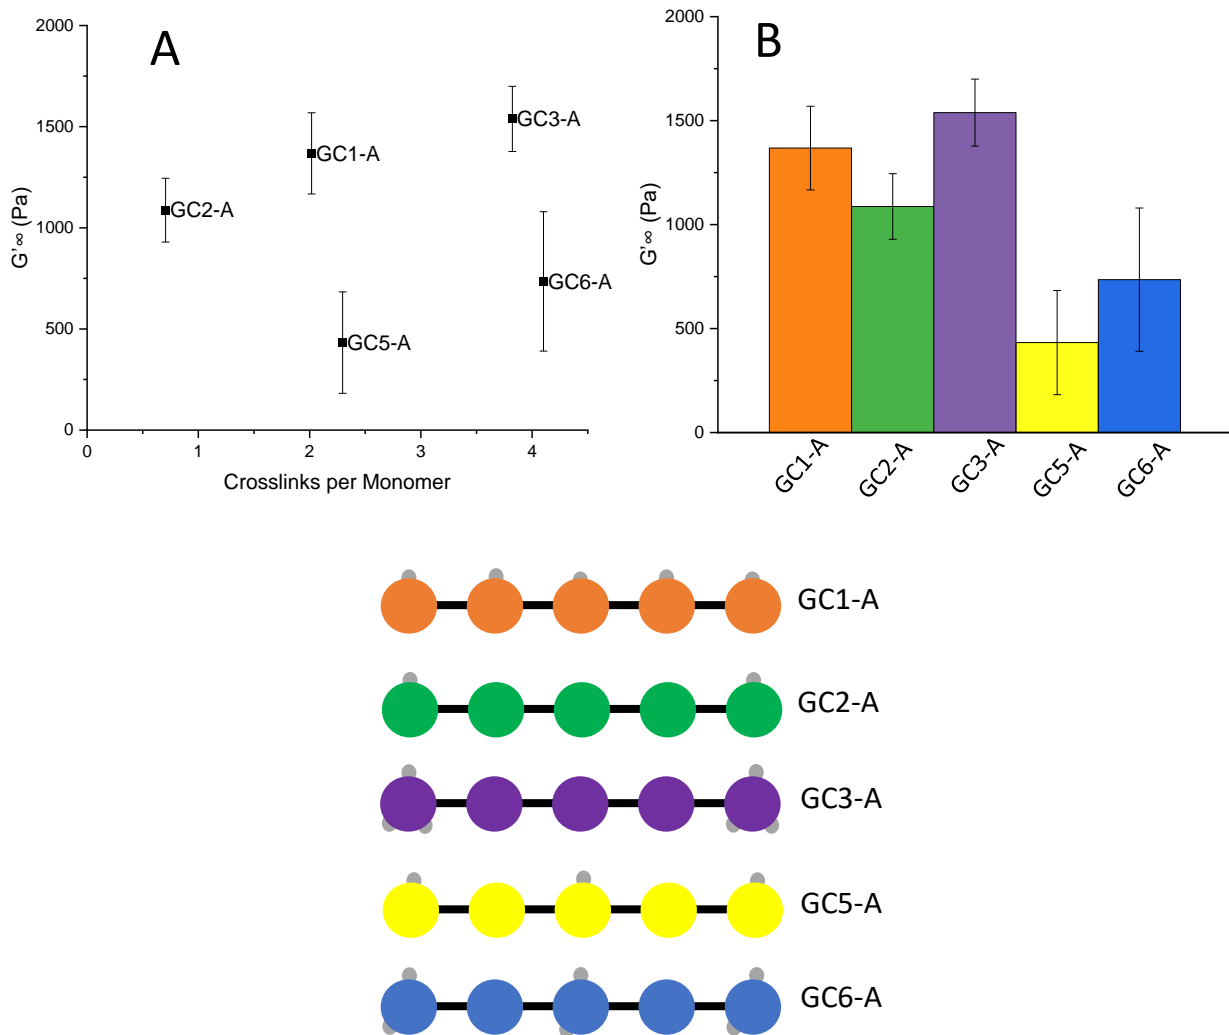 A
2000
1500
1000
500
0
G'∞ (Pa)
GC3-A
GC1-A
GC2-A
GC6-A
GC5-A
0 1 2 3 4
Crosslinks per Monomer
B
2000
1500
1000
500
0
G'∞ (Pa)
GC1-A GC2-A GC3-A GC5-A GC6-A
GC1-A
GC2-A
GC3-A
GC5-A
GC6-A